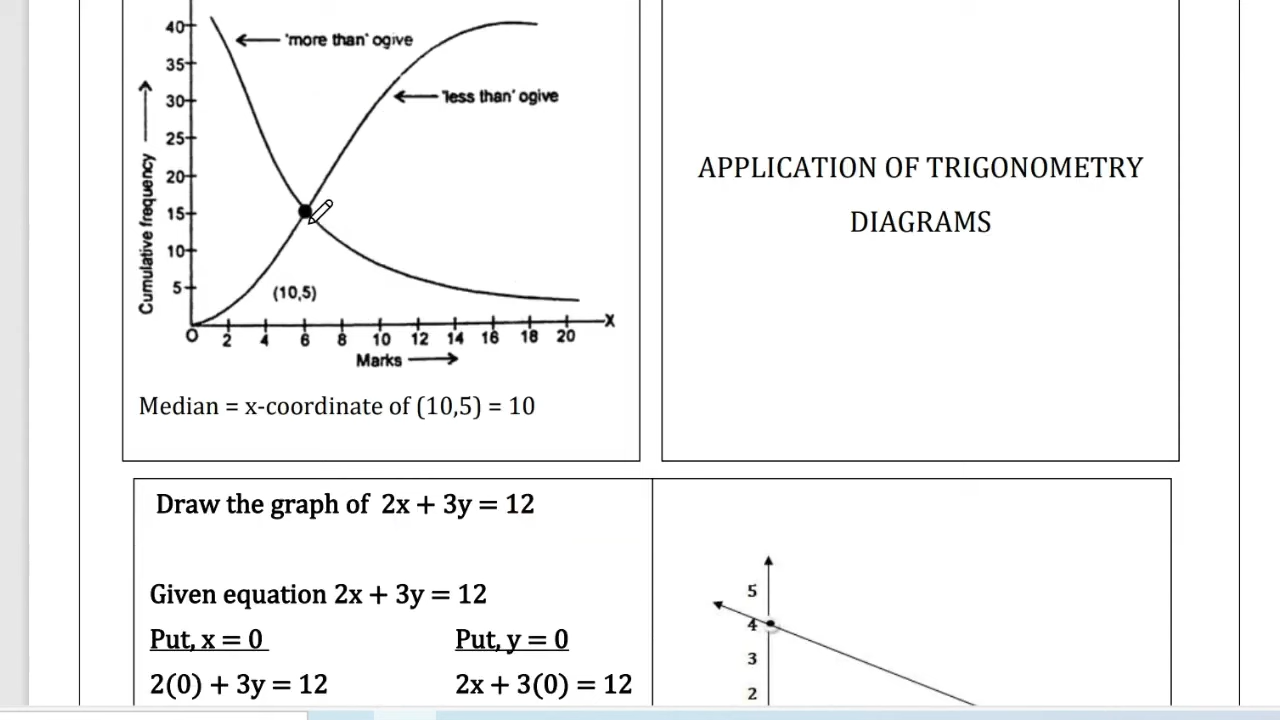 40
'more than' ogive
35
30
'less than' ogive
25
20
15
10
5
Cumulative frequency
(10,5)
O 2 4 6 8 10 12 14 16 18 20 X
Marks
Median = x-coordinate of (10,5) = 10
APPLICATION OF TRIGONOMETRY
DIAGRAMS
Draw the graph of 2x + 3y = 12
Given equation 2x + 3y = 12
Put, x = 0 Put, y = 0
2(0) + 3y = 12 2x + 3(0) = 12
5
4
3
2